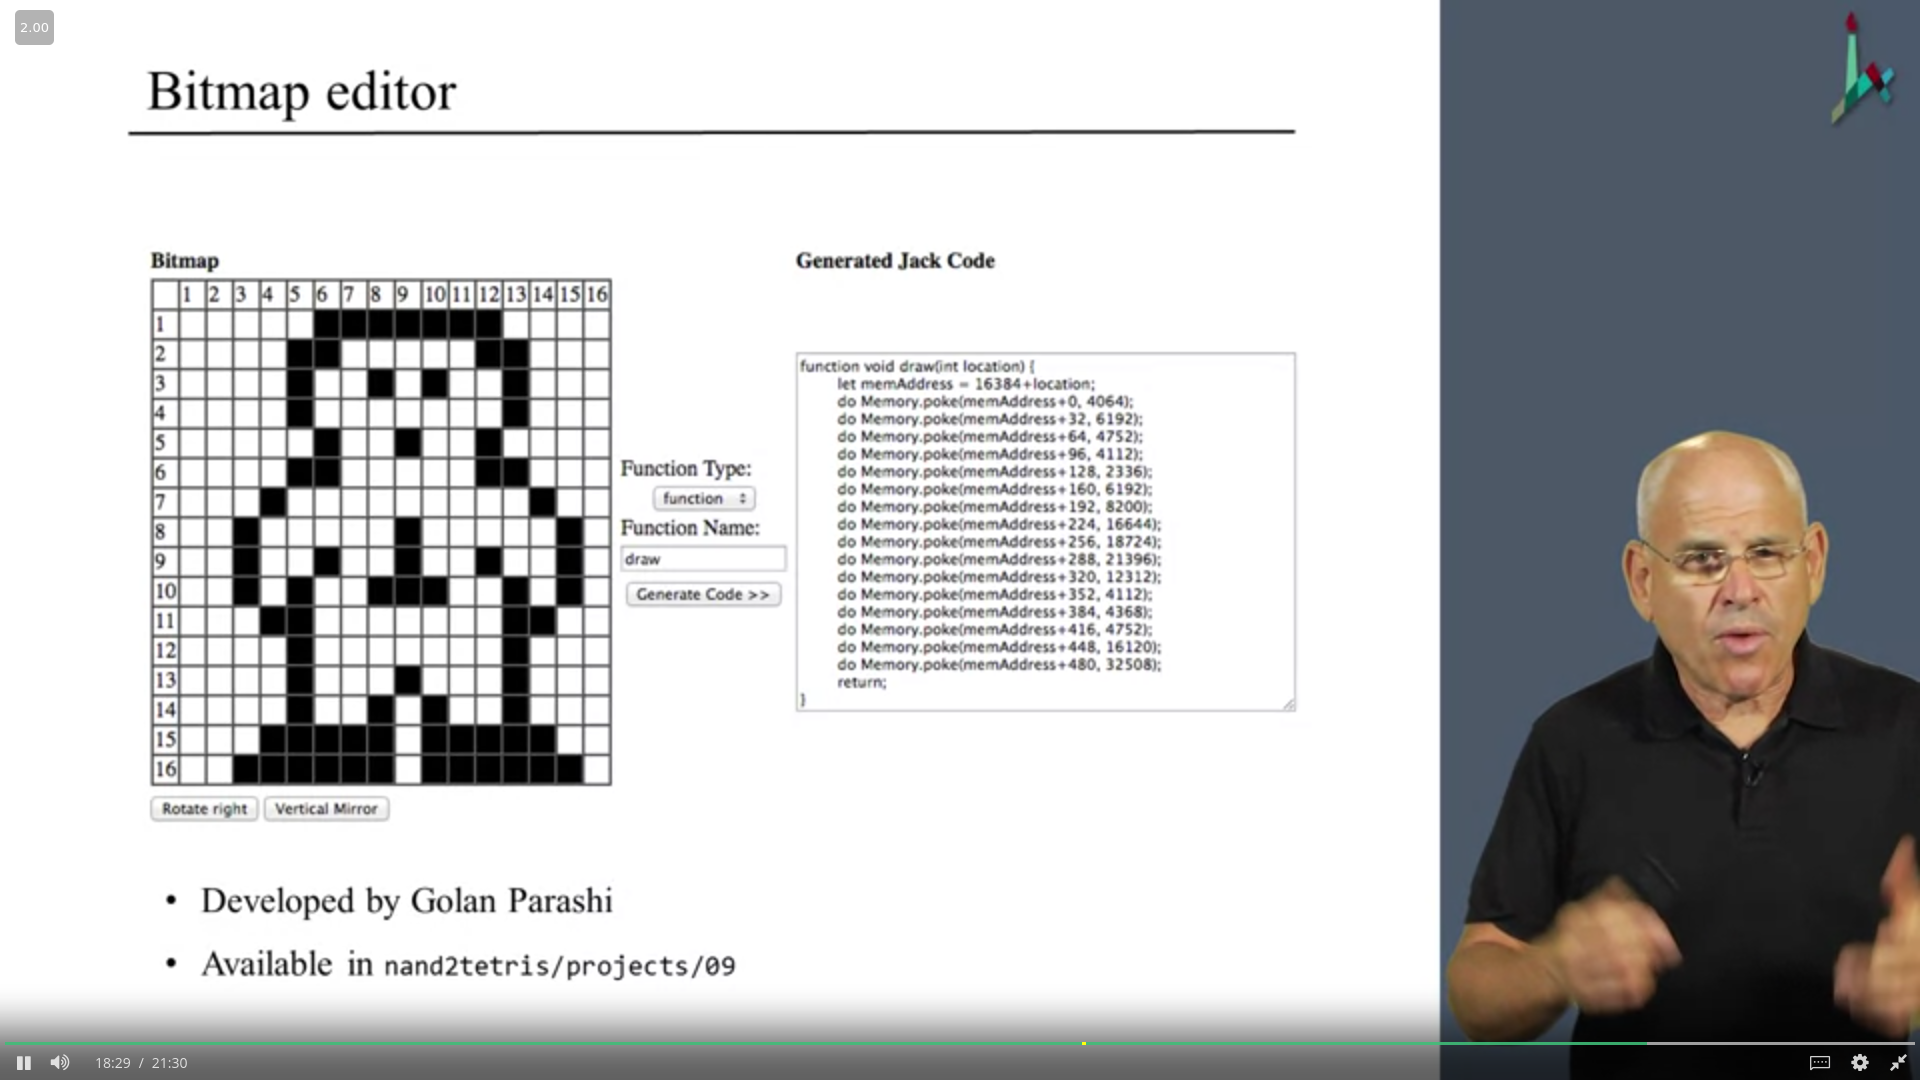 2.00
Bitmap editor
Bitmap
1 2 3 4 5 6 7 8 9 10 11 12 13 14 15 16
1
2
3
4
5
6
7
8
9
10
11
12
13
14
15
16
Rotate right Vertical Mirror
Function Type:
function
Function Name:
draw
Generate Code >>
Generated Jack Code
function void draw(int location) {
let memAddress = 16384+location;
do Memory.poke(memAddress+0, 4064);
do Memory.poke(memAddress+32, 6192);
do Memory.poke(memAddress+64, 4752);
do Memory.poke(memAddress+96, 4112);
do Memory.poke(memAddress+128, 2336);
do Memory.poke(memAddress+160, 6192);
do Memory.poke(memAddress+192, 8200);
do Memory.poke(memAddress+224, 16644);
do Memory.poke(memAddress+256, 18724);
do Memory.poke(memAddress+288, 21396);
do Memory.poke(memAddress+320, 12312);
do Memory.poke(memAddress+352, 4112);
do Memory.poke(memAddress+384, 4368);
do Memory.poke(memAddress+416, 4752);
do Memory.poke(memAddress+448, 16120);
do Memory.poke(memAddress+480, 32508);
return;
}
• Developed by Golan Parashi
• Available in nand2tetris/projects/09
18:29 / 21:30